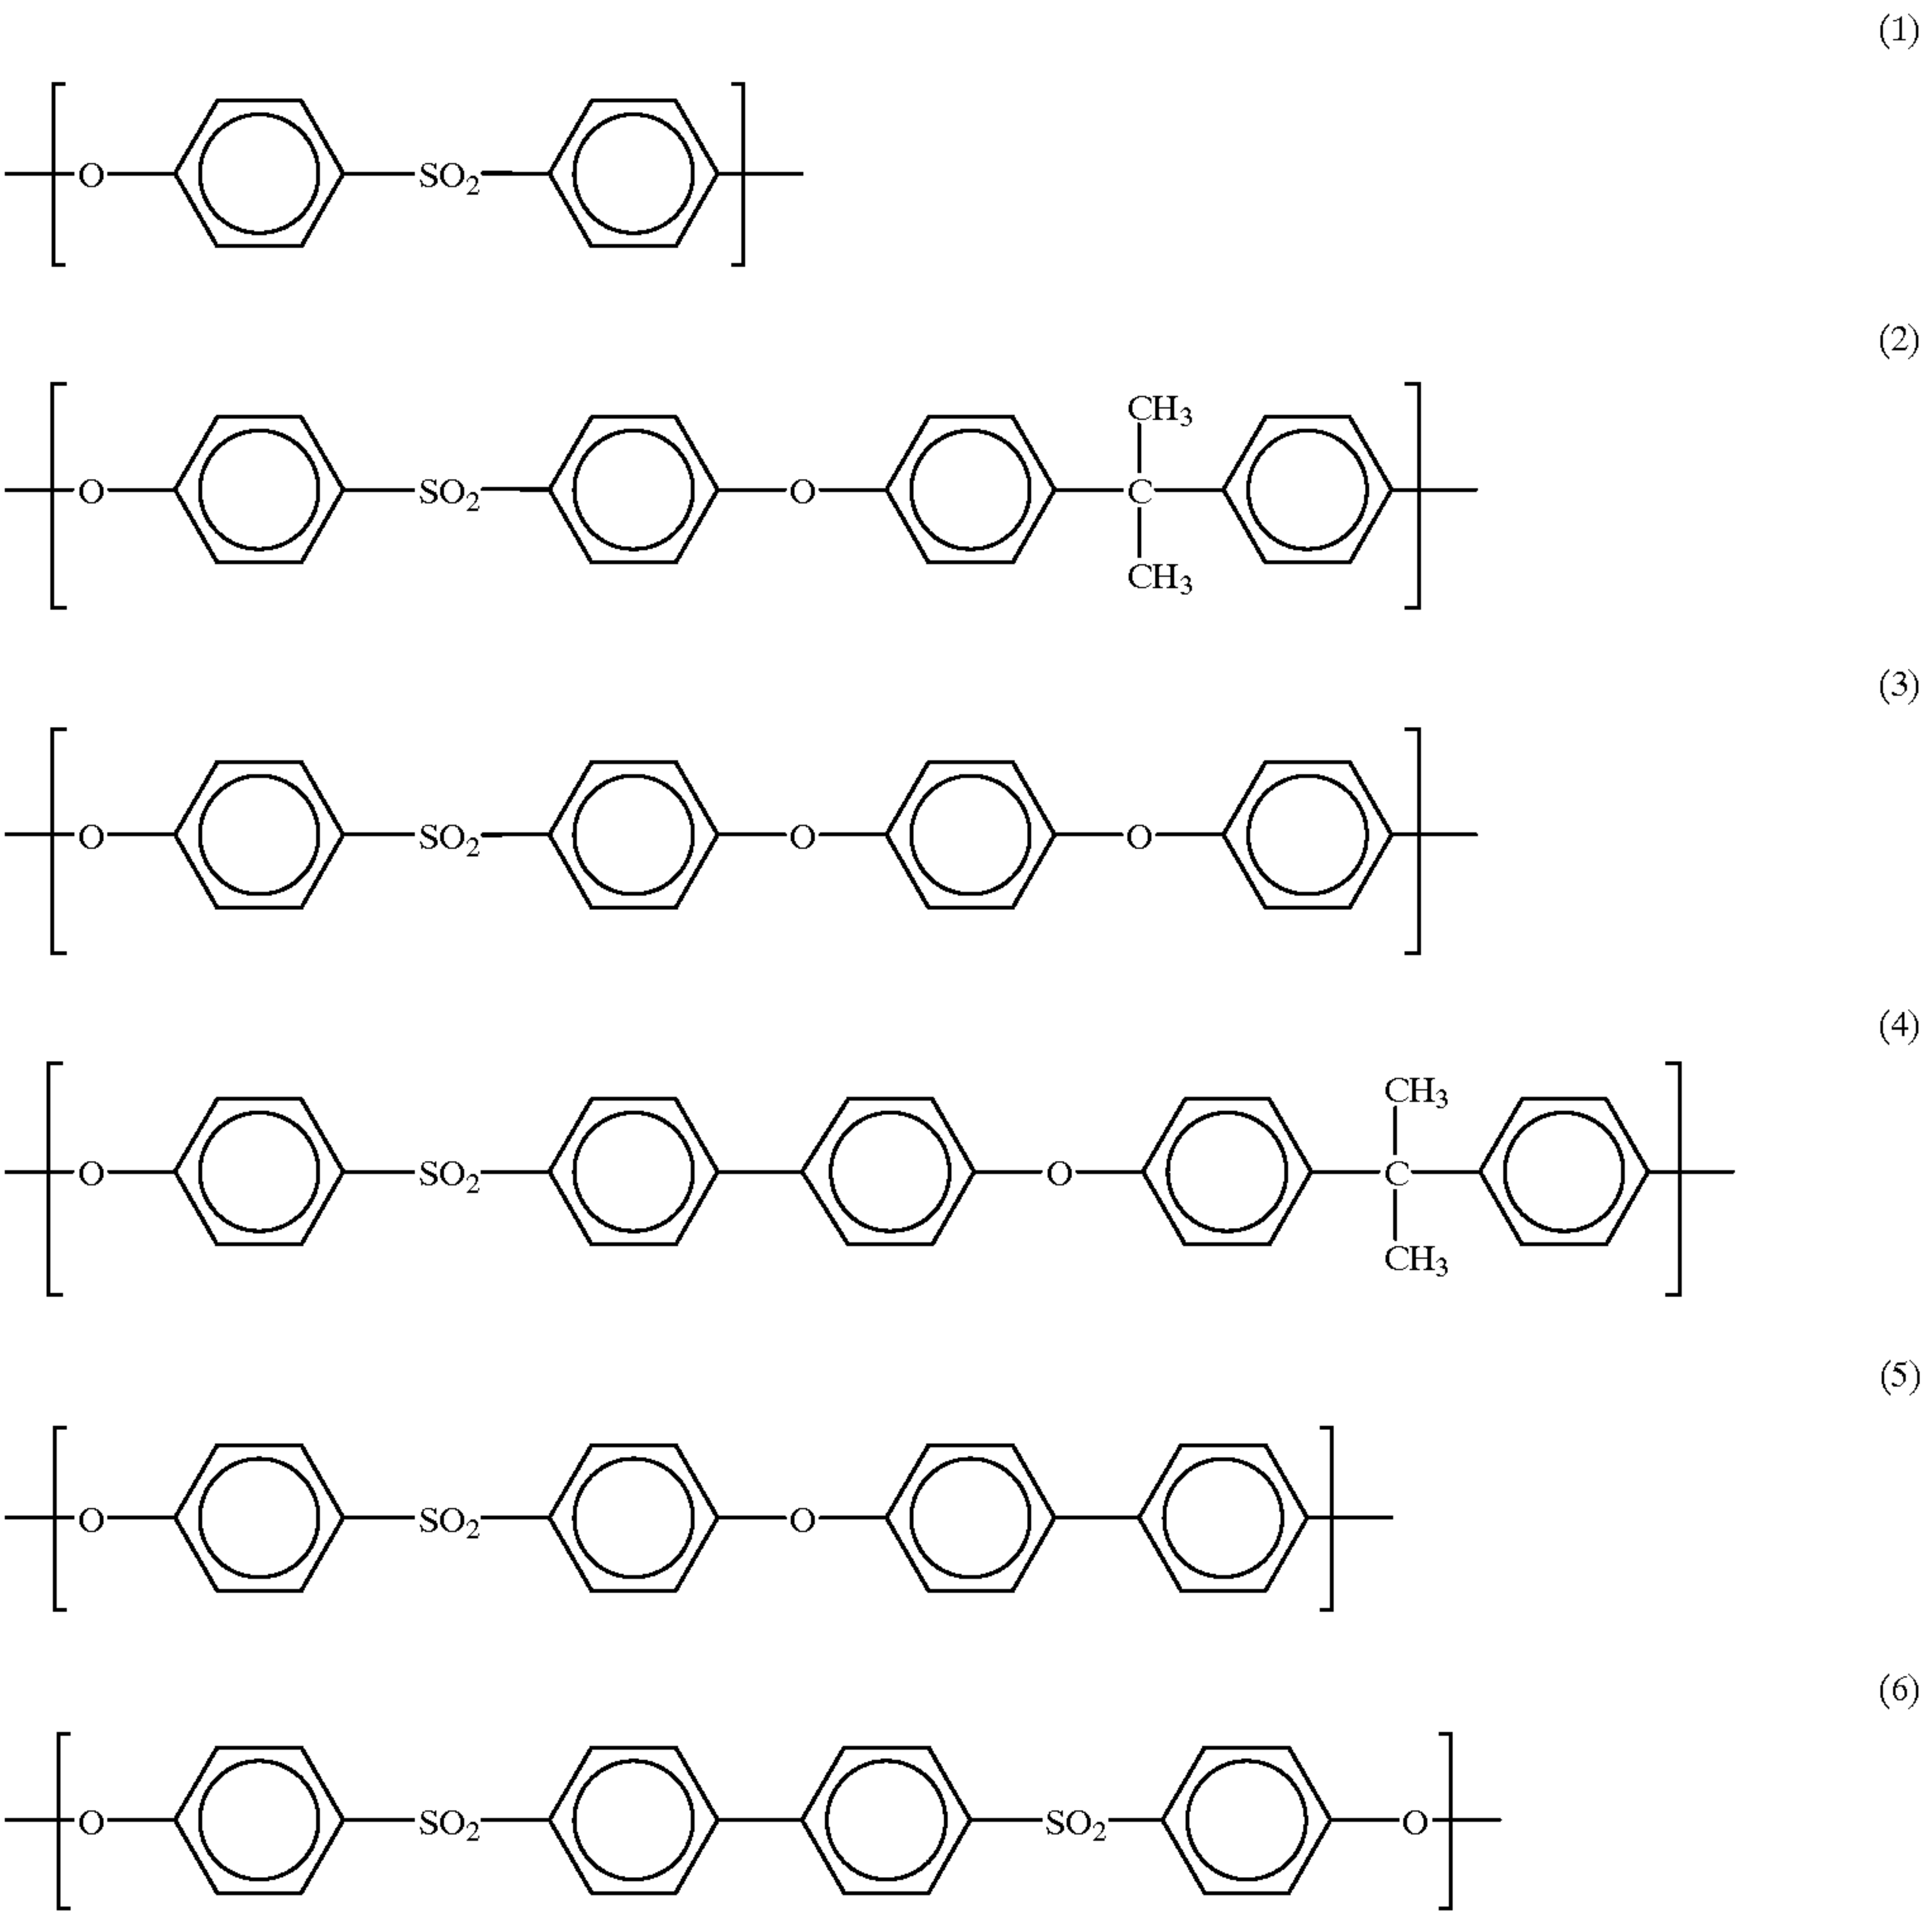 (1)
O SO2
(2)
CH3
O SO2 O C
CH3
(3)
O SO2 O O
(4)
CH3
O SO2 O C
CH3
(5)
O SO2 O
(6)
O SO2 SO2 O